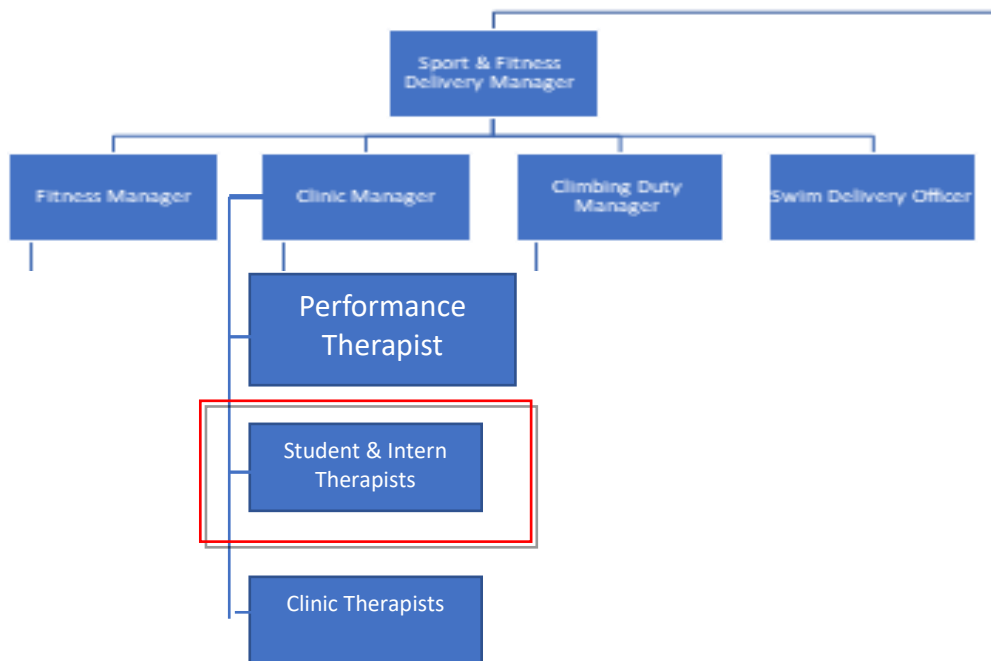 Sport & Fitness
Delivery Manager
Fitness Manager
Clinic Manager
Climbing Duty
Manager
Swim Delivery Officer
Performance
Therapist
Student & Intern
Therapists
Clinic Therapists